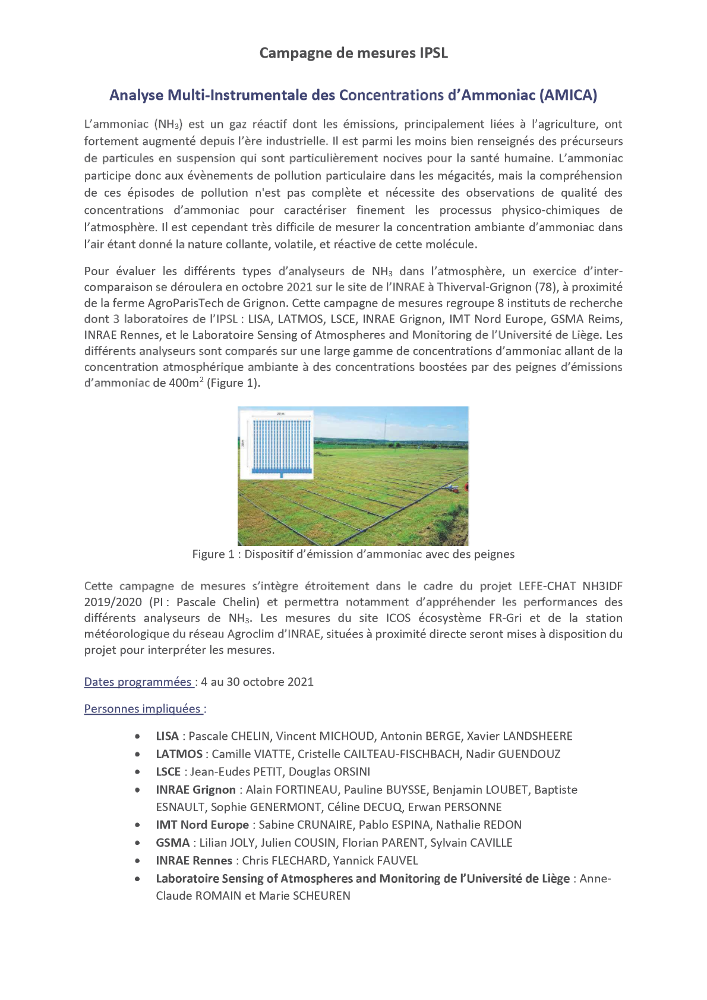 Campagne de mesures IPSL
Analyse Multi-Instrumentale des Concentrations d’Ammoniac (AMICA)
L’ammoniac (NH₃) est un gaz réactif dont les émissions, principalement liées à l’agriculture, ont
fortement augmenté depuis l’ère industrielle. Il est parmi les moins bien renseignés des précurseurs
de particules en suspension qui sont particulièrement nocives pour la santé humaine. L’ammoniac
participe donc aux évènements de pollution particulaire dans les mégacités, mais la compréhension
de ces épisodes de pollution n'est pas complète et nécessite des observations de qualité des
concentrations d’ammoniac pour caractériser finement les processus physico-chimiques de
l’atmosphère. Il est cependant très difficile de mesurer la concentration ambiante d’ammoniac dans
l’air étant donné la nature collante, volatile, et réactive de cette molécule.
Pour évaluer les différents types d’analyseurs de NH₃ dans l’atmosphère, un exercice d’inter-
comparaison se déroulera en octobre 2021 sur le site de l’INRAE à Thiverval-Grignon (78), à proximité
de la ferme AgroParisTech de Grignon. Cette campagne de mesures regroupe 8 instituts de recherche
dont 3 laboratoires de l’IPSL : LISA, LATMOS, LSCE, INRAE Grignon, IMT Nord Europe, GSMA Reims,
INRAE Rennes, et le Laboratoire Sensing of Atmospheres and Monitoring de l’Université de Liège. Les
différents analyseurs sont comparés sur une large gamme de concentrations d’ammoniac allant de la
concentration atmosphérique ambiante à des concentrations boostées par des peignes d’émissions
d’ammoniac de 400m² (Figure 1).
20 m
20 m
Figure 1 : Dispositif d’émission d’ammoniac avec des peignes
Cette campagne de mesures s’intègre étroitement dans le cadre du projet LEFE-CHAT NH3IDF
2019/2020 (PI : Pascale Chelin) et permettra notamment d’appréhender les performances des
différents analyseurs de NH₃. Les mesures du site ICOS écosystème FR-Gri et de la station
météorologique du réseau Agroclim d’INRAE, situées à proximité directe seront mises à disposition du
projet pour interpréter les mesures.
Dates programmées : 4 au 30 octobre 2021
Personnes impliquées :
• LISA : Pascale CHELIN, Vincent MICHOUD, Antonin BERGE, Xavier LANDSHEERE
• LATMOS : Camille VIATTE, Cristelle CAILTEAU-FISCHBACH, Nadir GUENDOUZ
• LSCE : Jean-Eudes PETIT, Douglas ORSINI
• INRAE Grignon : Alain FORTINEAU, Pauline BUYSSE, Benjamin LOUBET, Baptiste
ESNAULT, Sophie GENERMONT, Céline DECUQ, Erwan PERSONNE
• IMT Nord Europe : Sabine CRUNAIRE, Pablo ESPINA, Nathalie REDON
• GSMA : Lilian JOLY, Julien COUSIN, Florian PARENT, Sylvain CAVILLE
• INRAE Rennes : Chris FLECHARD, Yannick FAUVEL
• Laboratoire Sensing of Atmospheres and Monitoring de l’Université de Liège : Anne-
Claude ROMAIN et Marie SCHEUREN